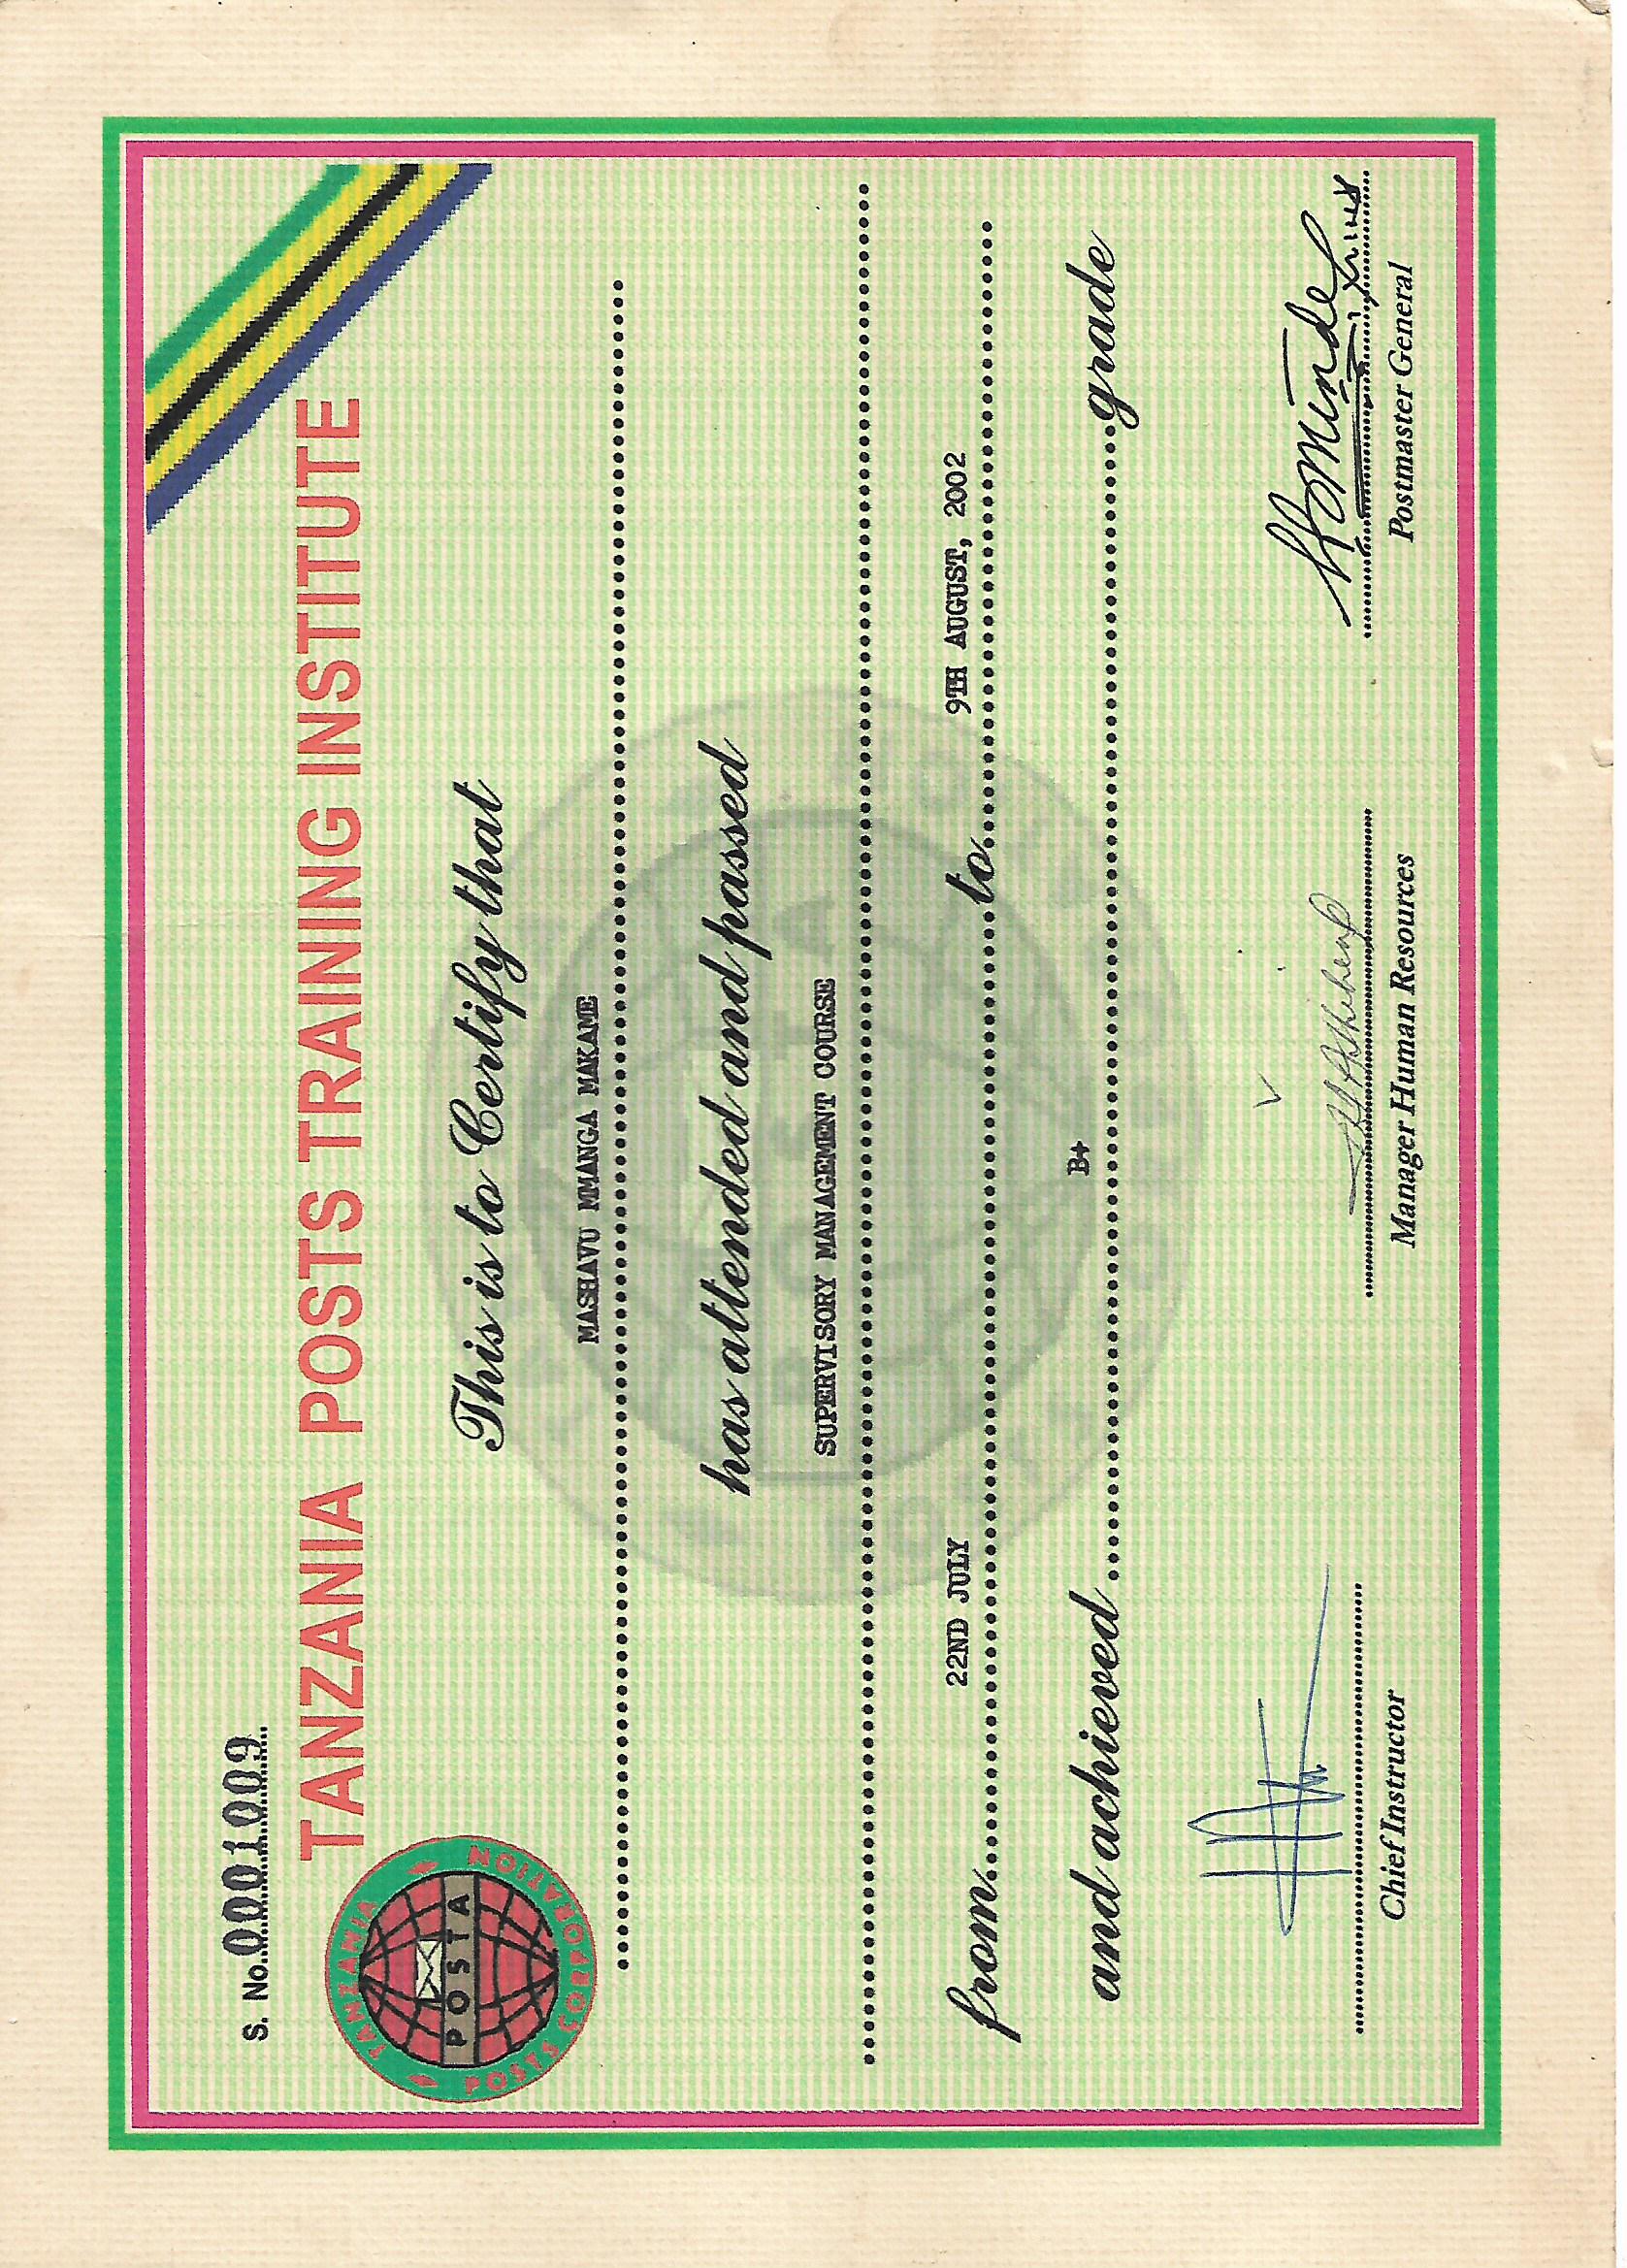 S. No. 0001009
TANZANIA POSTS TRAINING INSTITUTE
TANZANIA
POSTS CORPORATION
POSTA
This is to Certify that
MASHAVU MMANGA MAKAME
has attended and passed
SUPERVISORY MANAGEMENT COURSE
from 22ND JULY to 9TH AUGUST, 2002
and achieved B+ grade
Chief Instructor
Manager Human Resources
Postmaster General